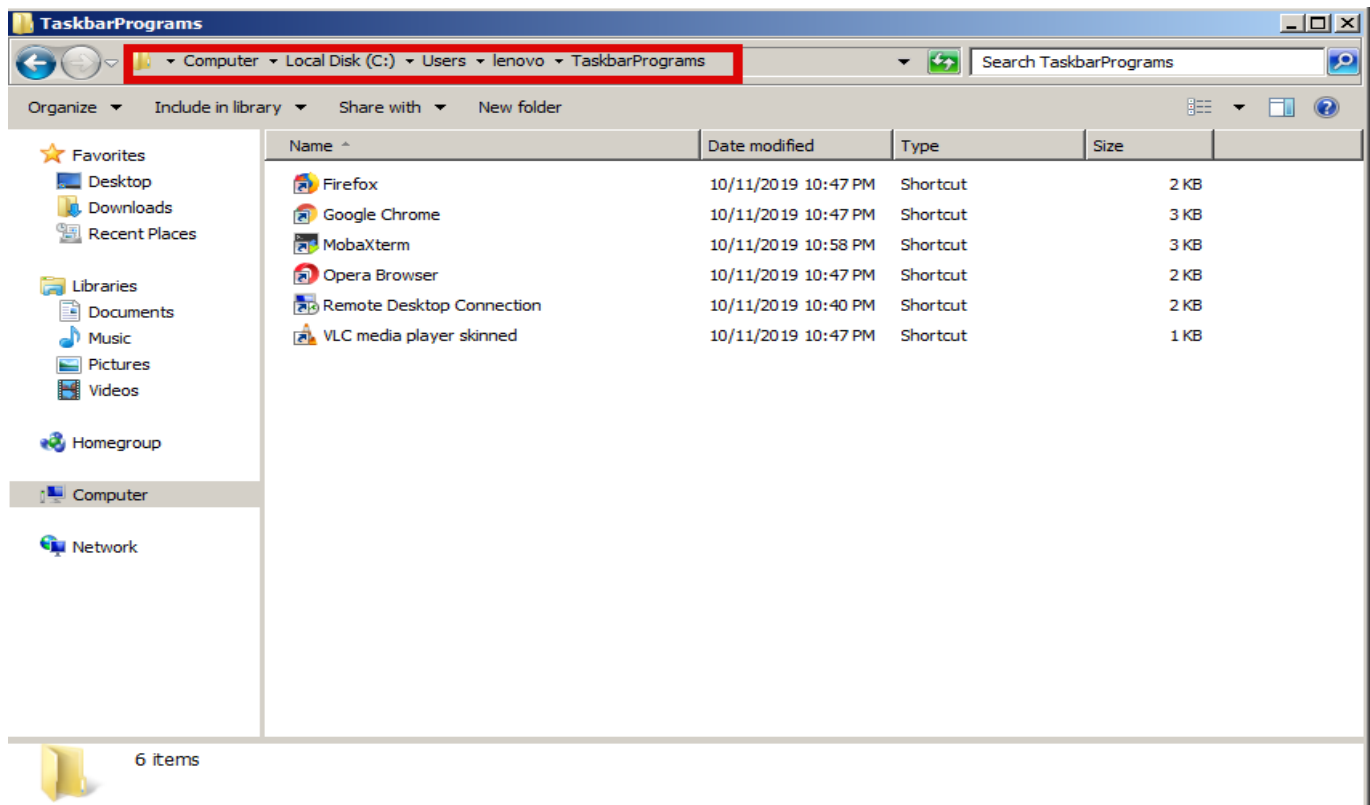 TaskbarPrograms
Computer Local Disk (C:) Users lenovo TaskbarPrograms
Search TaskbarPrograms
Organize Include in library Share with New folder
Favorites
Desktop
Downloads
Recent Places
Libraries
Documents
Music
Pictures
Videos
Homegroup
Computer
Network
Name Date modified Type Size
Firefox 10/11/2019 10:47 PM Shortcut 2 KB
Google Chrome 10/11/2019 10:47 PM Shortcut 3 KB
MobaXterm 10/11/2019 10:58 PM Shortcut 3 KB
Opera Browser 10/11/2019 10:47 PM Shortcut 2 KB
Remote Desktop Connection 10/11/2019 10:40 PM Shortcut 2 KB
VLC media player skinned 10/11/2019 10:47 PM Shortcut 1 KB
6 items